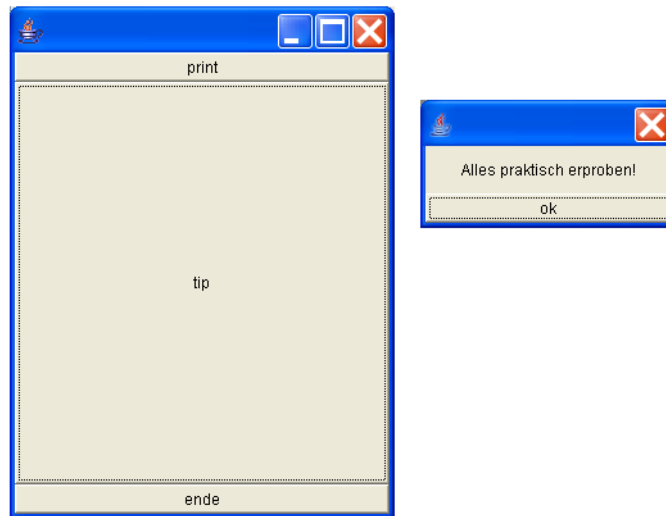 print
tip
ende
Alles praktisch erproben!
ok